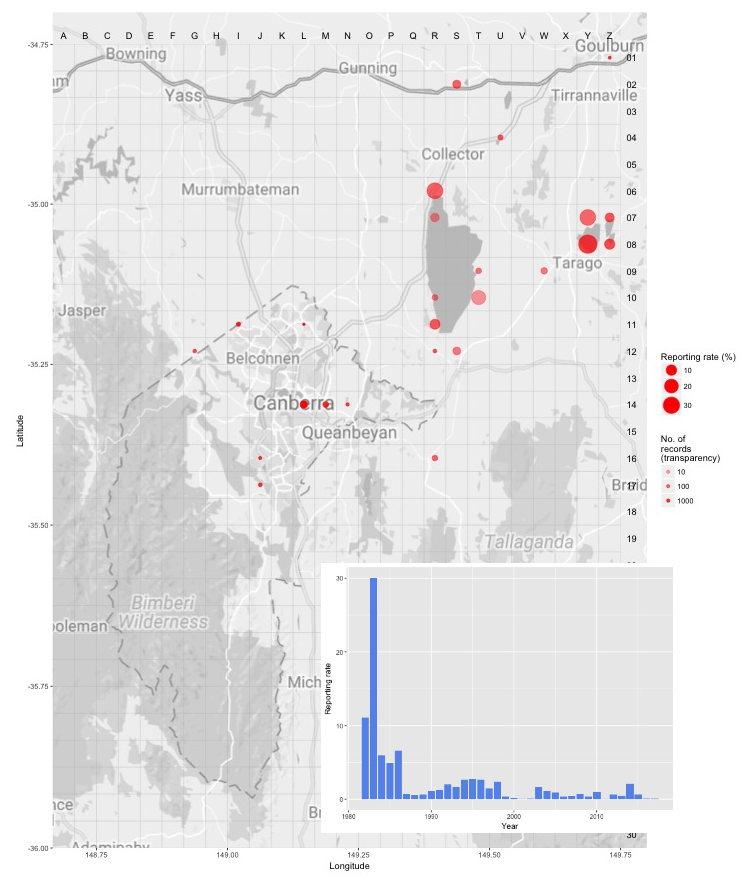 A B C D E F G H I J K L M N O P Q R S T U V W X Y Z
-34.75
Goulburn
01
Bowning
Gunning
02
Yass
Tirrannaville
03
04
Collector
05
06
Murrumbateman
-35.00
07
08
Tarago
09
10
Jasper
11
12
Belconnen
-35.25
13
Canberra
14
Queanbeyan
15
16
17
18
-35.50
19
Tallaganda
Bimberi
Wilderness
-35.75
30
-36.00
148.75 149.00 149.25 149.50 149.75
Longitude
Latitude
Reporting rate (%)
10
20
30
No. of
records
(transparency)
10
100
1000
30
20
10
0
Reporting rate
1980 1990 2000 2010
Year